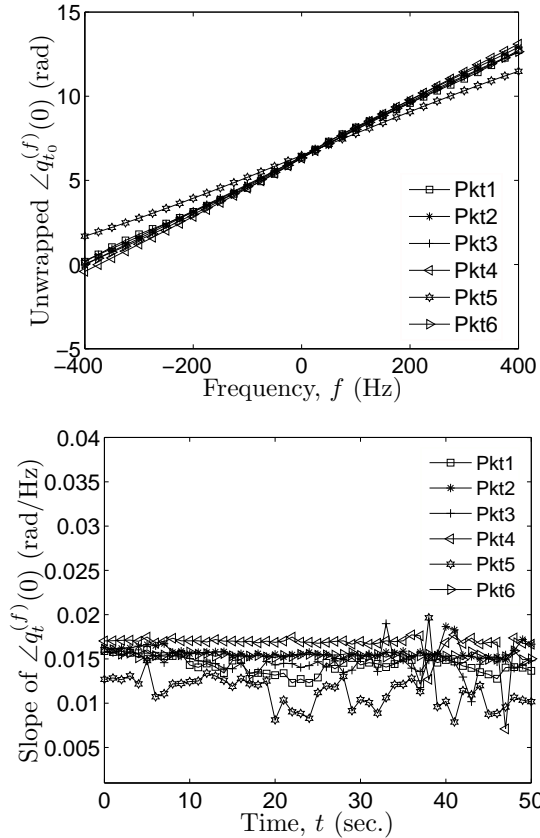 15
10
5
0
−5
−400
−200
0
200
400
Unwrapped ∠q_{t_0}^{(f)}(0) (rad)
Frequency, f (Hz)
Pkt1
Pkt2
Pkt3
Pkt4
Pkt5
Pkt6
0.04
0.035
0.03
0.025
0.02
0.015
0.01
0.005
0
10
20
30
40
50
Slope of ∠q_t^{(f)}(0) (rad/Hz)
Time, t (sec.)
Pkt1
Pkt2
Pkt3
Pkt4
Pkt5
Pkt6